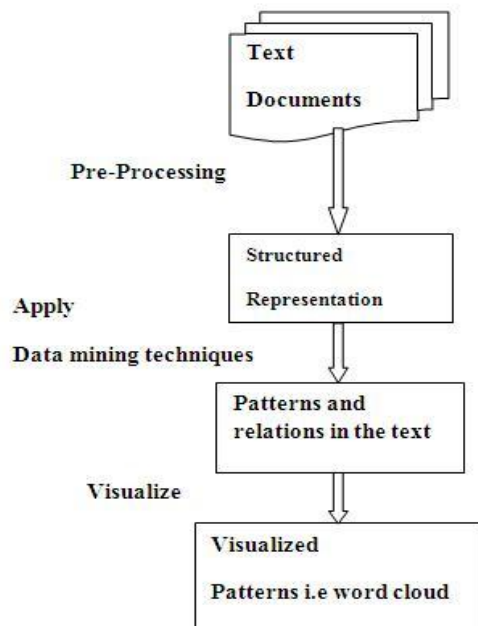 Text
Documents
Pre-Processing
Structured
Representation
Apply
Data mining techniques
Patterns and
relations in the text
Visualize
Visualized
Patterns i.e word cloud